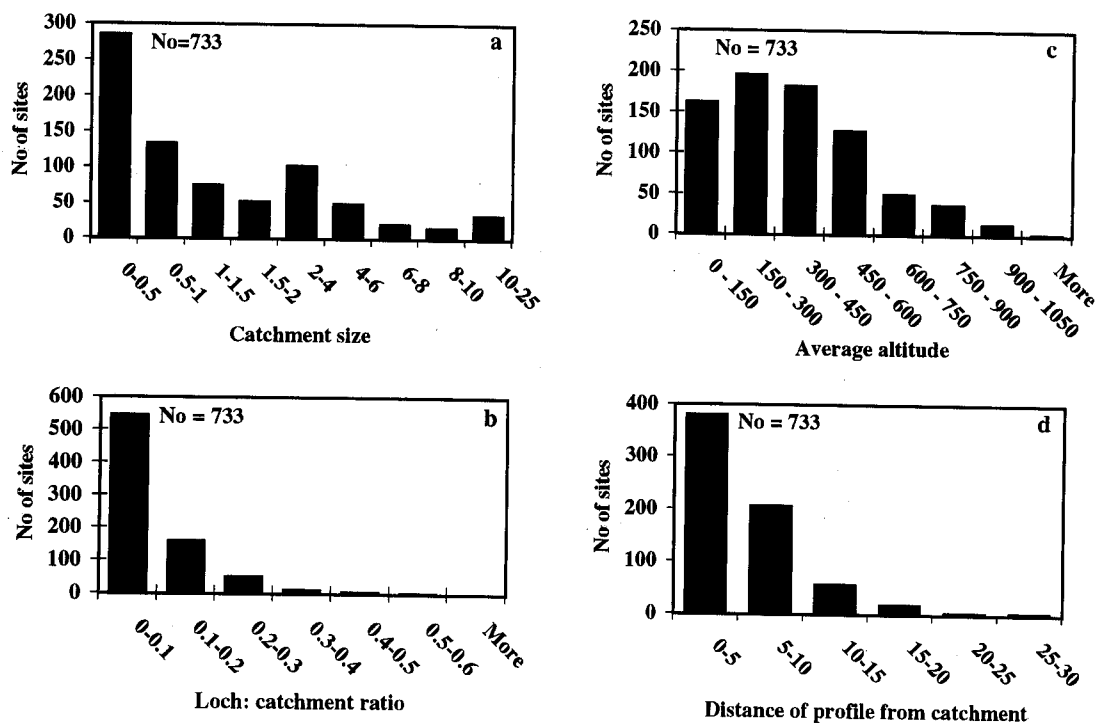 No=733
a
No of sites
300
250
200
150
100
50
0
0-0.5
0.5-1
1-1.5
1.5-2
2-4
4-6
6-8
8-10
10-25
Catchment size
No = 733
c
No of sites
250
200
150
100
50
0
0 - 150
150 - 300
300 - 450
450 - 600
600 - 750
750 - 900
900 - 1050
More
Average altitude
No = 733
b
No of sites
600
500
400
300
200
100
0
0-0.1
0.1-0.2
0.2-0.3
0.3-0.4
0.4-0.5
0.5-0.6
More
Loch: catchment ratio
No = 733
d
No of sites
400
300
200
100
0
0-5
5-10
10-15
15-20
20-25
25-30
Distance of profile from catchment